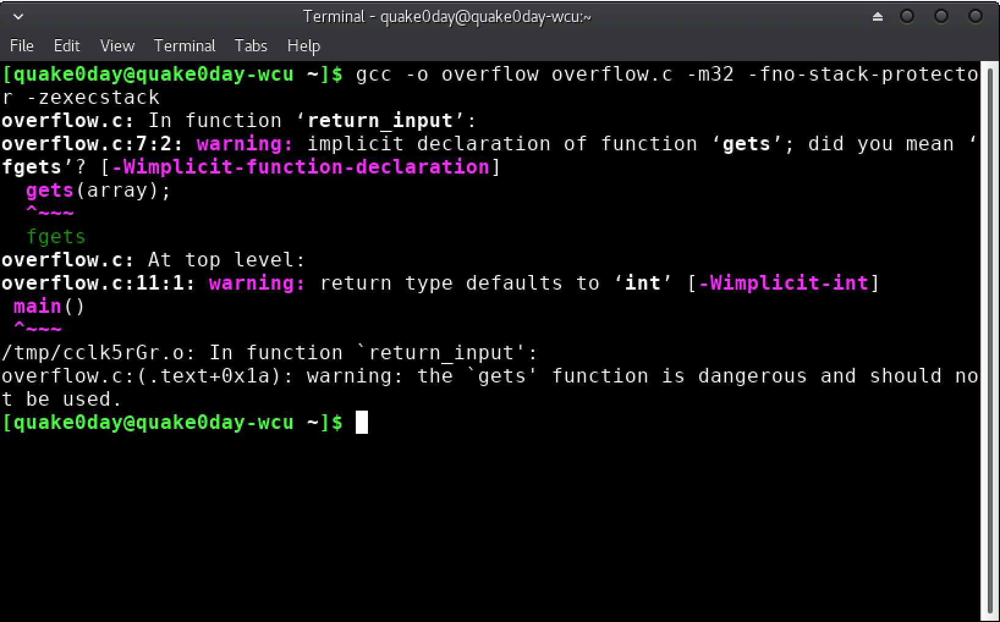 Terminal - quake0day@quake0day-wcu:~
File Edit View Terminal Tabs Help
[quake0day@quake0day-wcu ~]$ gcc -o overflow overflow.c -m32 -fno-stack-protecto
r -zexecstack
overflow.c: In function ‘return_input’:
overflow.c:7:2: warning: implicit declaration of function ‘gets’; did you mean ‘
fgets’? [-Wimplicit-function-declaration]
  gets(array);
  ^~~~
  fgets
overflow.c: At top level:
overflow.c:11:1: warning: return type defaults to ‘int’ [-Wimplicit-int]
 main()
 ^~~~
/tmp/cclk5rGr.o: In function `return_input':
overflow.c:(.text+0x1a): warning: the `gets' function is dangerous and should no
t be used.
[quake0day@quake0day-wcu ~]$